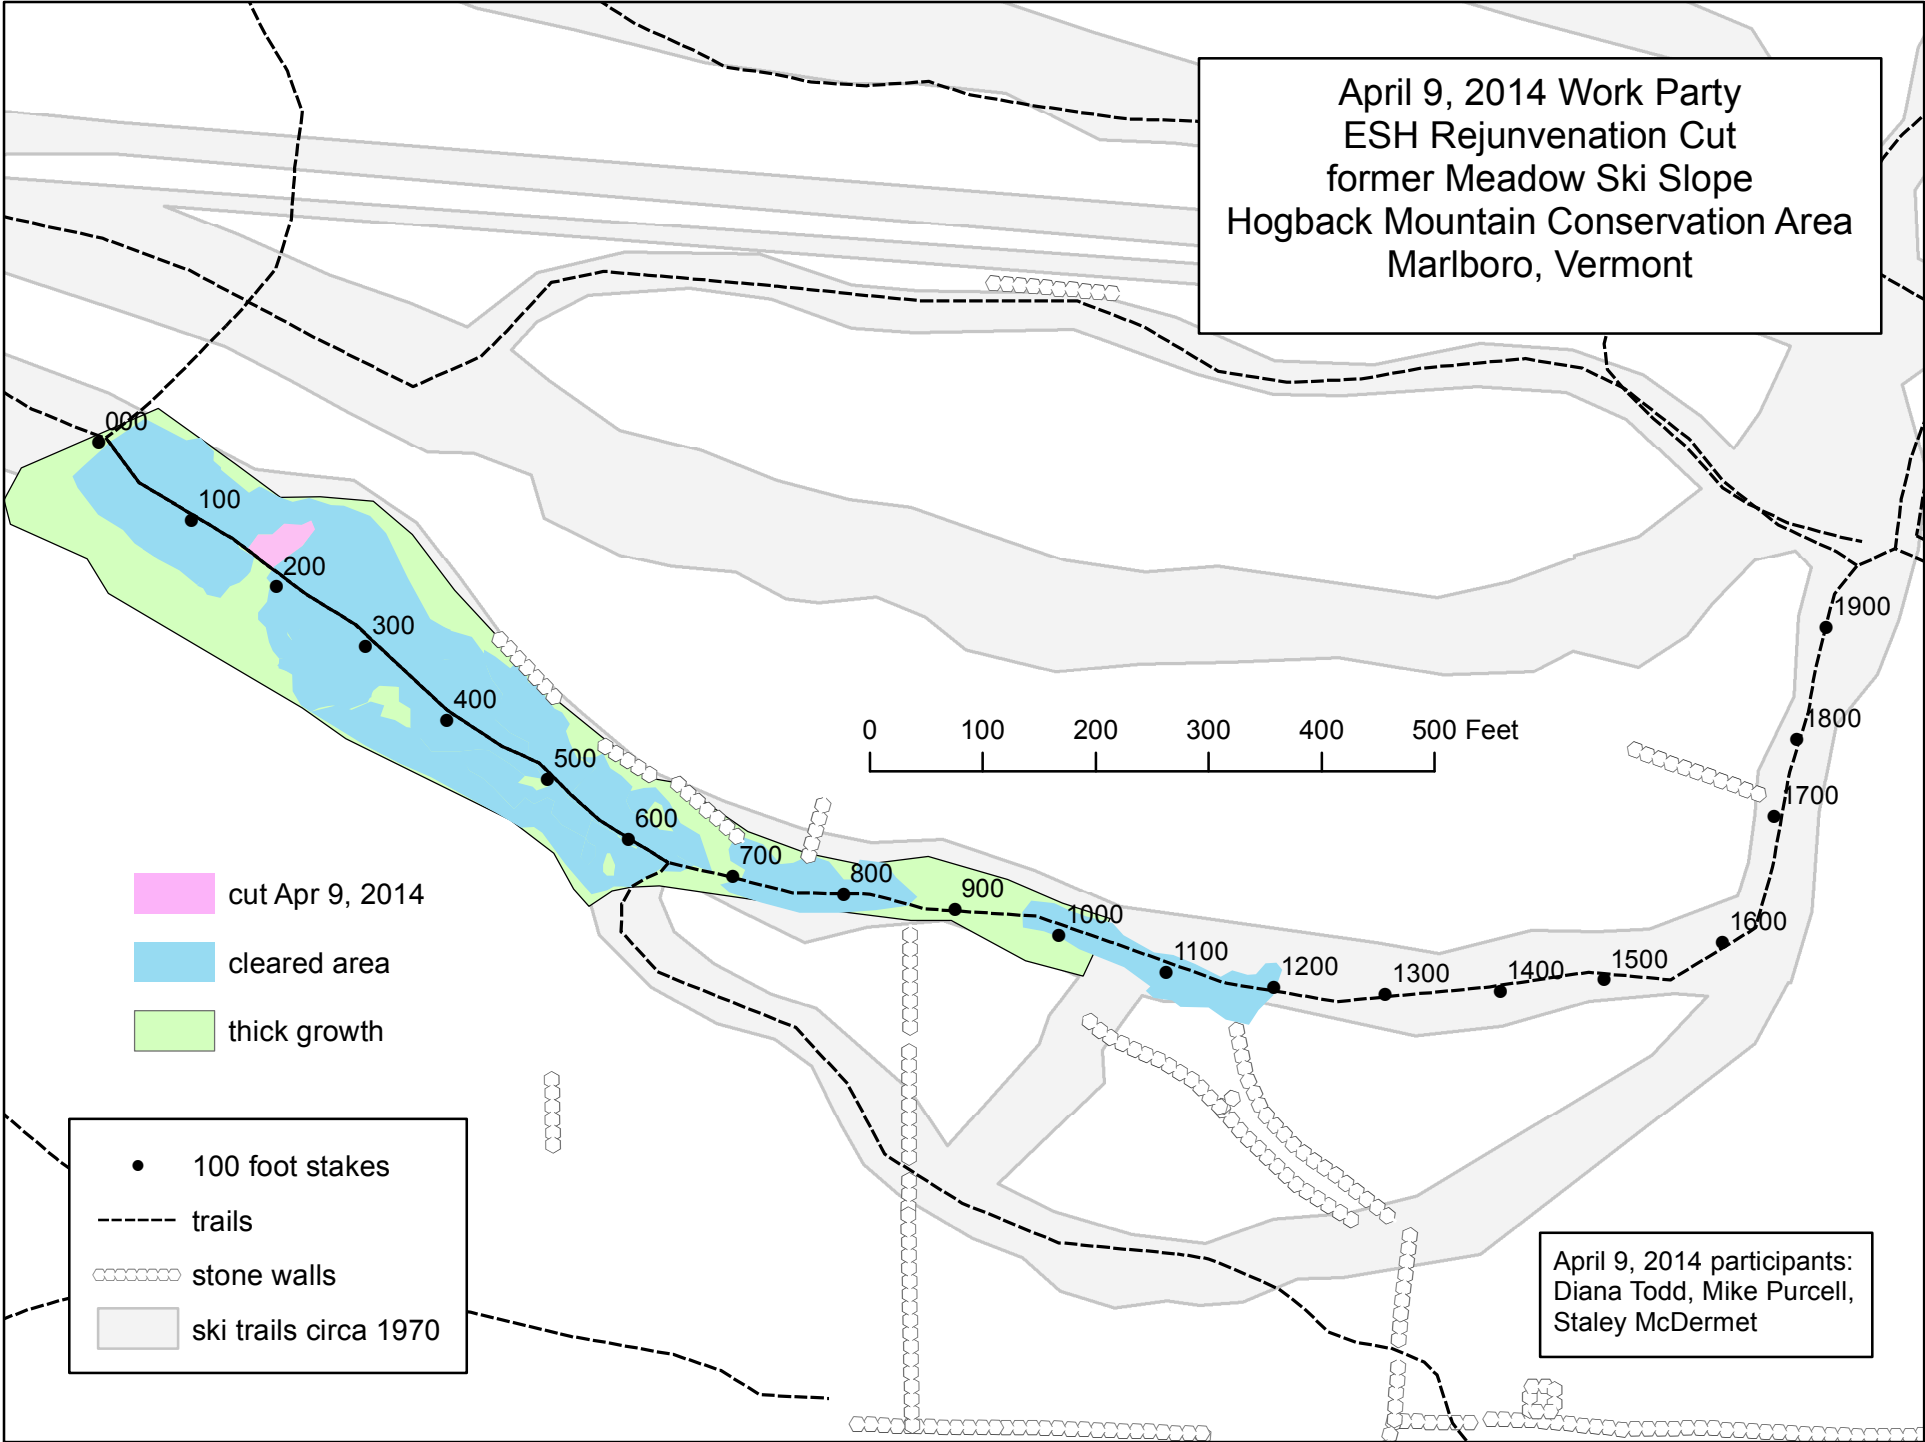 April 9, 2014 Work Party
ESH Rejunvenation Cut
former Meadow Ski Slope
Hogback Mountain Conservation Area
Marlboro, Vermont
000
100
200
300
400
500
600
700
800
900
1000
1100
1200
1300
1400
1500
1600
1700
1800
1900
0 100 200 300 400 500 Feet
cut Apr 9, 2014
cleared area
thick growth
100 foot stakes
trails
stone walls
ski trails circa 1970
April 9, 2014 participants:
Diana Todd, Mike Purcell,
Staley McDermet